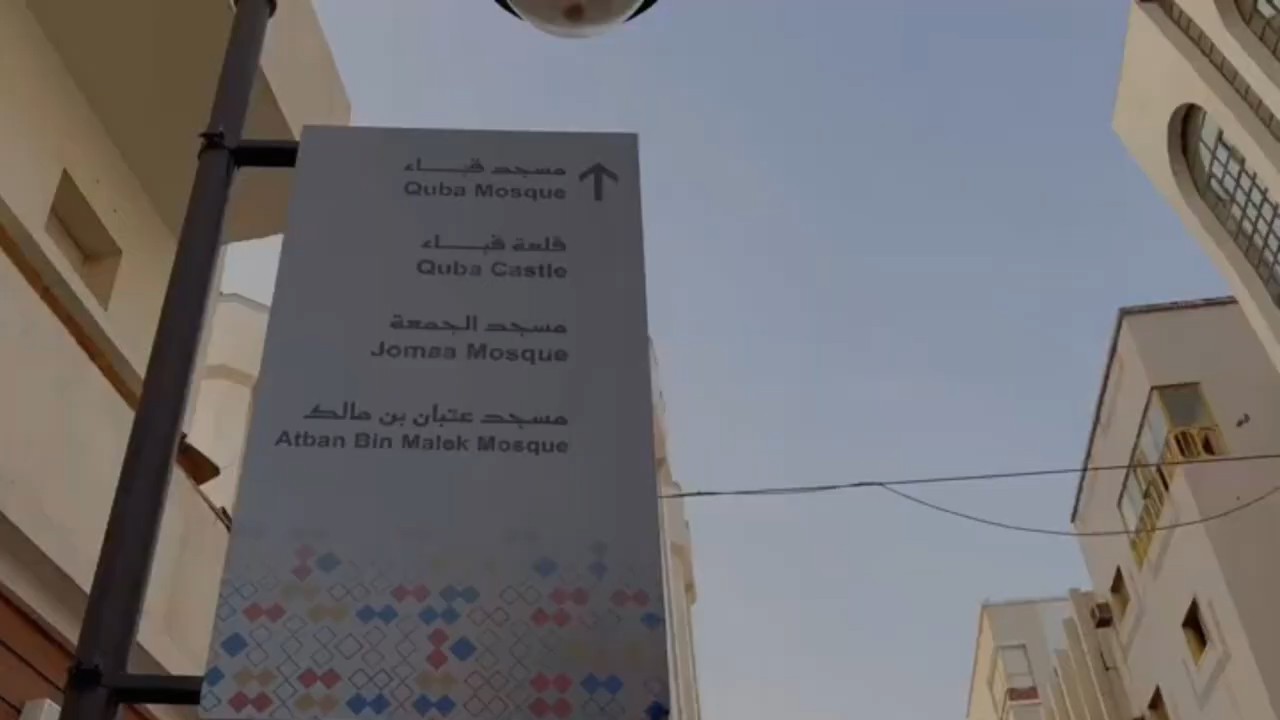 مسجد قباء
Quba Mosque
قلعة قباء
Quba Castle
مسجد الجمعة
Jomaa Mosque
مسجد عتبان بن مالك
Atban Bin Malek Mosque